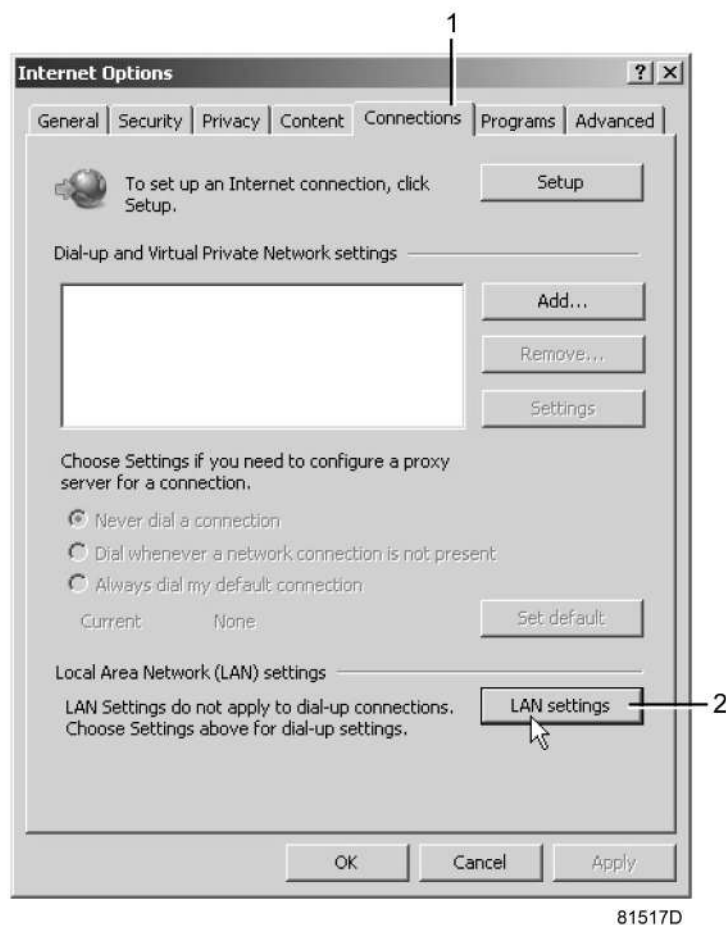 1
Internet Options
General Security Privacy Content Connections Programs Advanced
To set up an Internet connection, click
Setup.
Setup
Dial-up and Virtual Private Network settings
Add...
Remove...
Settings
Choose Settings if you need to configure a proxy
server for a connection.
Never dial a connection
Dial whenever a network connection is not present
Always dial my default connection
Current None
Set default
Local Area Network (LAN) settings
LAN Settings do not apply to dial-up connections.
Choose Settings above for dial-up settings.
LAN settings
2
OK Cancel Apply
81517D